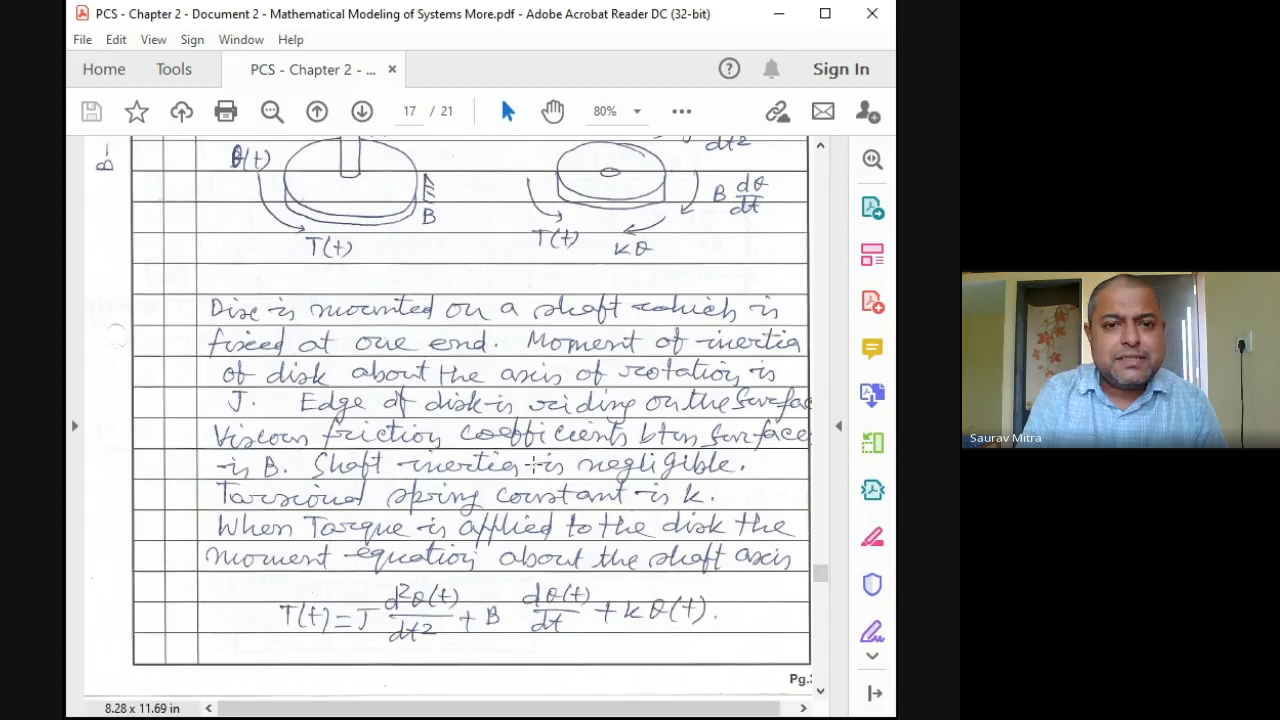 PCS - Chapter 2 - Document 2 - Mathematical Modeling of Systems More.pdf - Adobe Acrobat Reader DC (32-bit)
File Edit View Sign Window Help
Home Tools PCS - Chapter 2 - ... × Sign In
17 / 21 80%
dt2
θ(t)
B
B
T(t)
B dθ/dt
T(t)
Kθ
Disc is mounted on a shaft which is
fixed at one end. Moment of inertia
of disk about the axis of rotation is
J. Edge of disk is riding on the surfac
Viscous friction coefficients btw surface
is B. Shaft inertia is negligible.
Torsional spring constant is K.
When Torque is applied to the disk the
moment equation about the shaft axis
T(t) = J d²θ(t)/dt2 + B dθ(t)/dt + K θ(t).
Pg.
8.28 x 11.69 in
Saurav Mitra